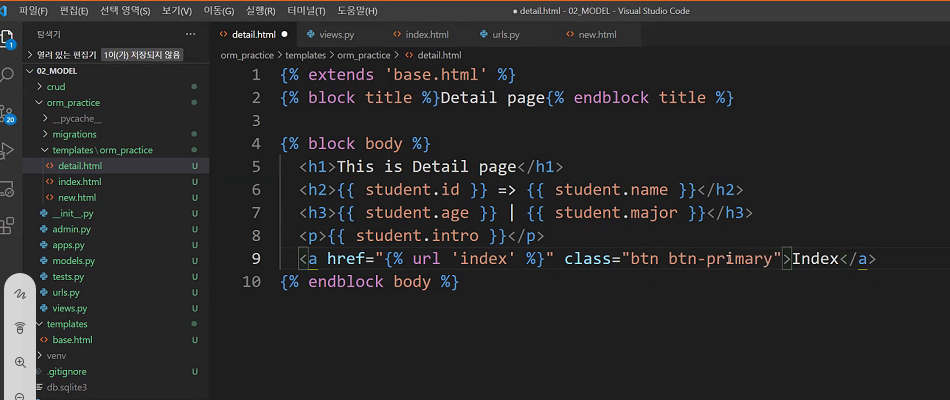 파일(F) 편집(E) 선택 영역(S) 보기(V) 이동(G) 실행(R) 터미널(T) 도움말(H) ● detail.html - 02_MODEL - Visual Studio Code
탐색기 ...
detail.html ● views.py index.html urls.py new.html
열려 있는 편집기 1이(가) 저장되지 않음
orm_practice > templates > orm_practice > detail.html
02_MODEL
crud
orm_practice
__pycache__
migrations
templates \ orm_practice
detail.html U
index.html U
new.html U
__init__.py U
admin.py U
apps.py U
models.py U
tests.py U
urls.py U
views.py U
templates
base.html U
venv
.gitignore U
db.sqlite3
1
20
1 {% extends 'base.html' %}
2 {% block title %}Detail page{% endblock title %}
3
4 {% block body %}
5 <h1>This is Detail page</h1>
6 <h2>{{ student.id }} => {{ student.name }}</h2>
7 <h3>{{ student.age }} | {{ student.major }}</h3>
8 <p>{{ student.intro }}</p>
9 <a href="{% url 'index' %}" class="btn btn-primary">Index</a>
10 {% endblock body %}